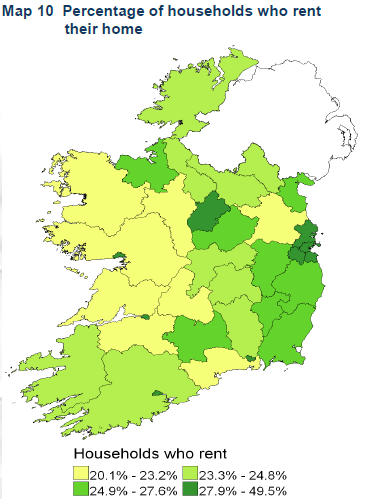 Map 10 Percentage of households who rent
their home
Households who rent
20.1% - 23.2% 23.3% - 24.8%
24.9% - 27.6% 27.9% - 49.5%